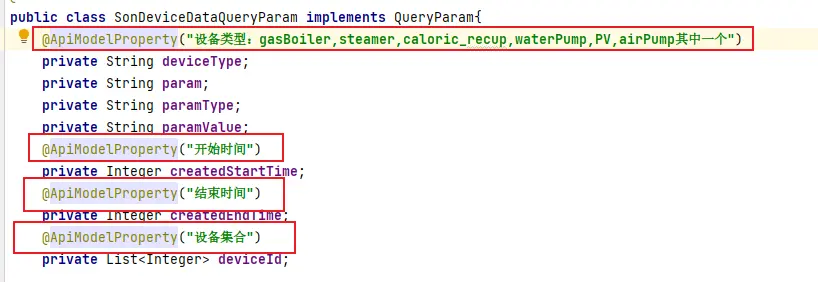 public class SonDeviceDataQueryParam implements QueryParam{
@ApiModelProperty("设备类型：gasBoiler,steamer,caloric_recup,waterPump,PV,airPump其中一个")
private String deviceType;
private String param;
private String paramType;
private String paramValue;
@ApiModelProperty("开始时间")
private Integer createdStartTime;
@ApiModelProperty("结束时间")
private Integer createdEndTime;
@ApiModelProperty("设备集合")
private List<Integer> deviceId;